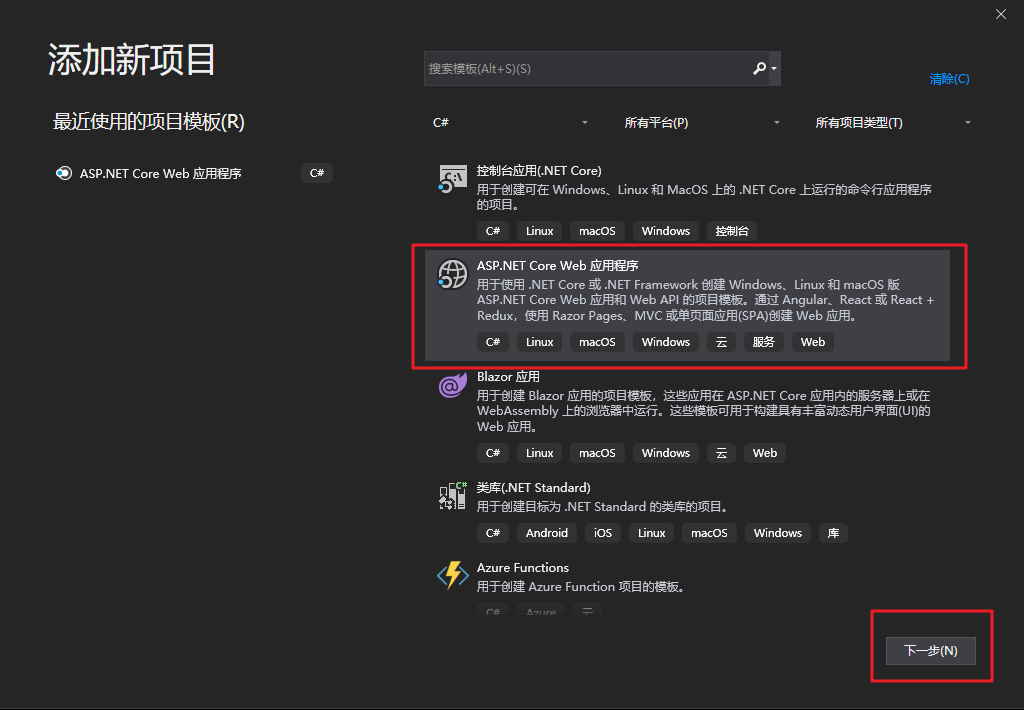 添加新项目
搜索模板(Alt+S)(S)
清除(C)
最近使用的项目模板(R)
C#
所有平台(P)
所有项目类型(T)
ASP.NET Core Web 应用程序
C#
控制台应用(.NET Core)
用于创建可在 Windows、Linux 和 MacOS 上的 .NET Core 上运行的命令行应用程序
的项目。
C# Linux macOS Windows 控制台
ASP.NET Core Web 应用程序
用于使用 .NET Core 或 .NET Framework 创建 Windows、Linux 和 macOS 版
ASP.NET Core Web 应用和 Web API 的项目模板。通过 Angular、React 或 React +
Redux，使用 Razor Pages、MVC 或单页面应用(SPA)创建 Web 应用。
C# Linux macOS Windows 云 服务 Web
Blazor 应用
用于创建 Blazor 应用的项目模板，这些应用在 ASP.NET Core 应用内的服务器上或在
WebAssembly 上的浏览器中运行。这些模板可用于构建具有丰富动态用户界面(UI)的
Web 应用。
C# Linux macOS Windows 云 Web
类库(.NET Standard)
用于创建目标为 .NET Standard 的类库的项目。
C# Android iOS Linux macOS Windows 库
Azure Functions
用于创建 Azure Function 项目的模板。
C# Azure 云
下一步(N)